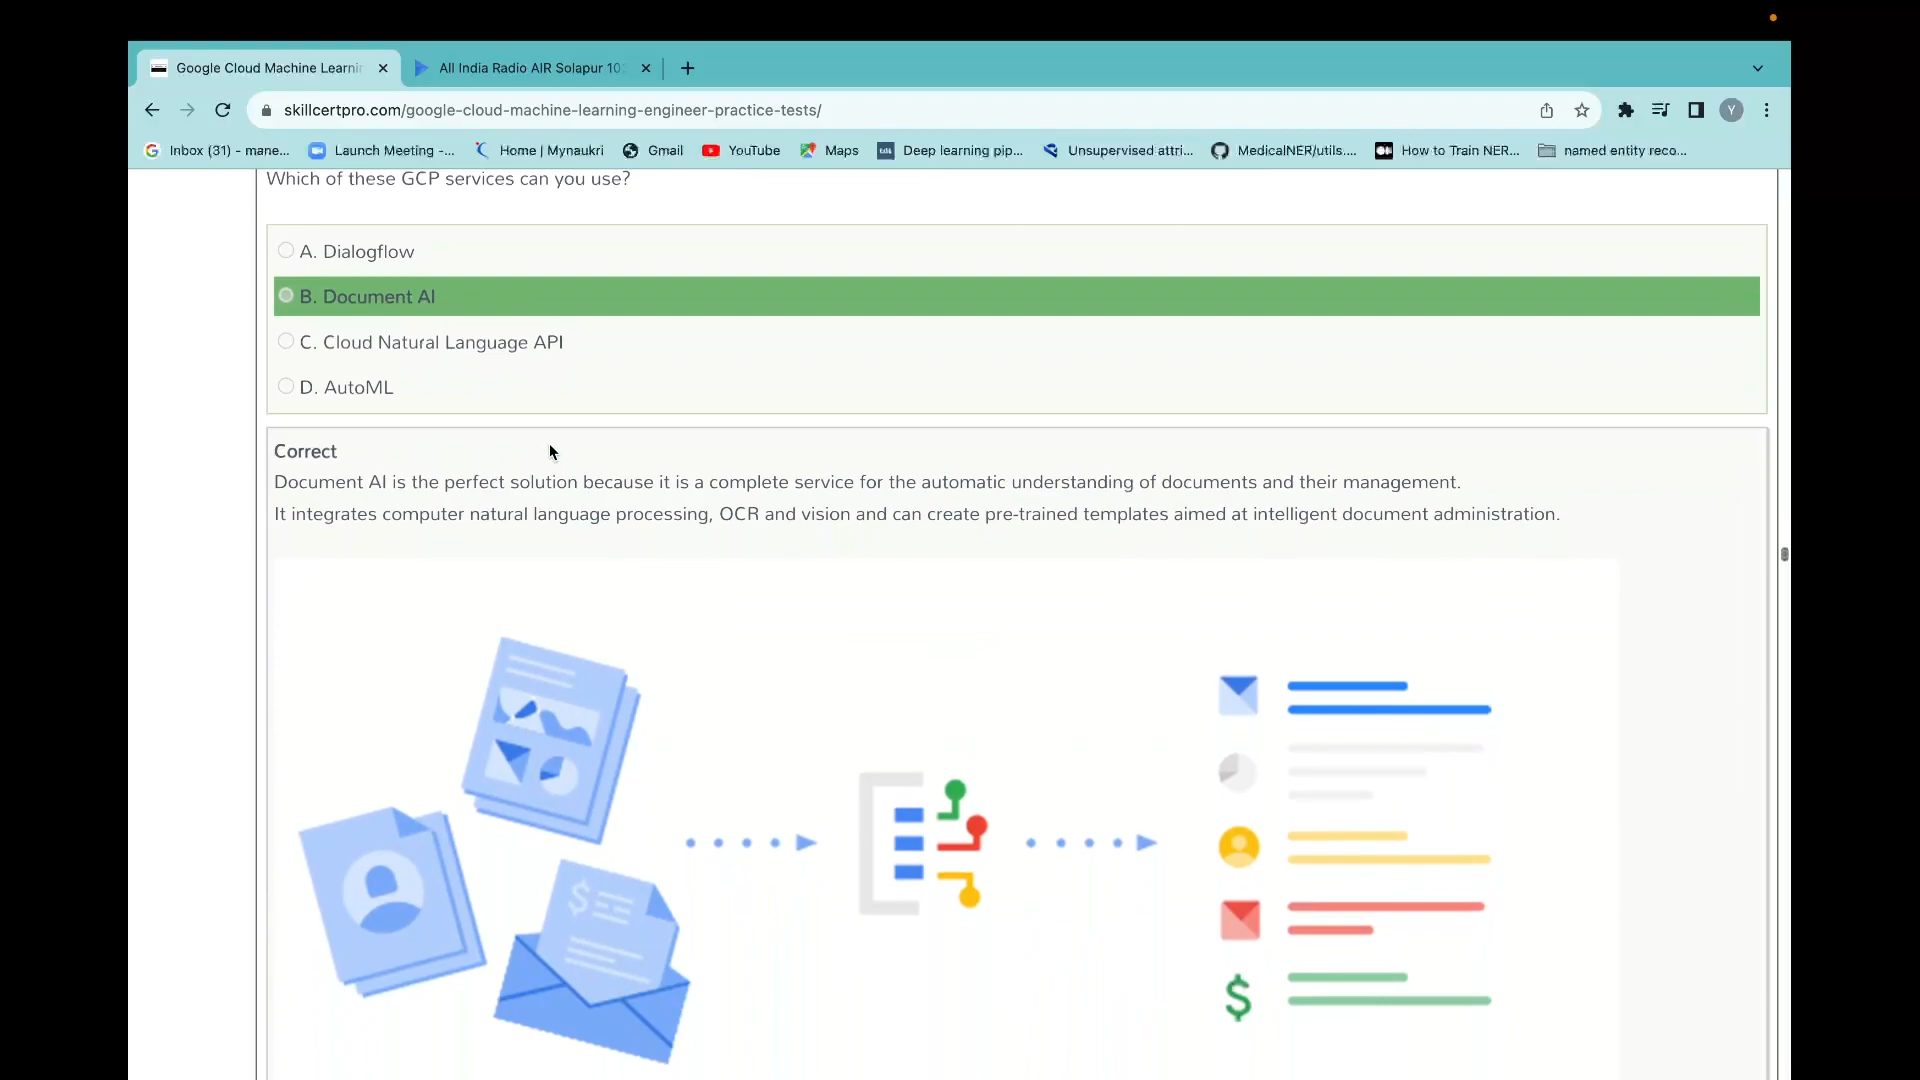 Google Cloud Machine Learnin
All India Radio AIR Solapur 10
skillcertpro.com/google-cloud-machine-learning-engineer-practice-tests/
Y
Inbox (31) - mane...
Launch Meeting -...
Home | Mynaukri
Gmail
YouTube
Maps
Deep learning pip...
Unsupervised attri...
MedicalNER/utils....
How to Train NER...
named entity reco...
Which of these GCP services can you use?
A. Dialogflow
B. Document AI
C. Cloud Natural Language API
D. AutoML
Correct
Document AI is the perfect solution because it is a complete service for the automatic understanding of documents and their management.
It integrates computer natural language processing, OCR and vision and can create pre-trained templates aimed at intelligent document administration.
$
$